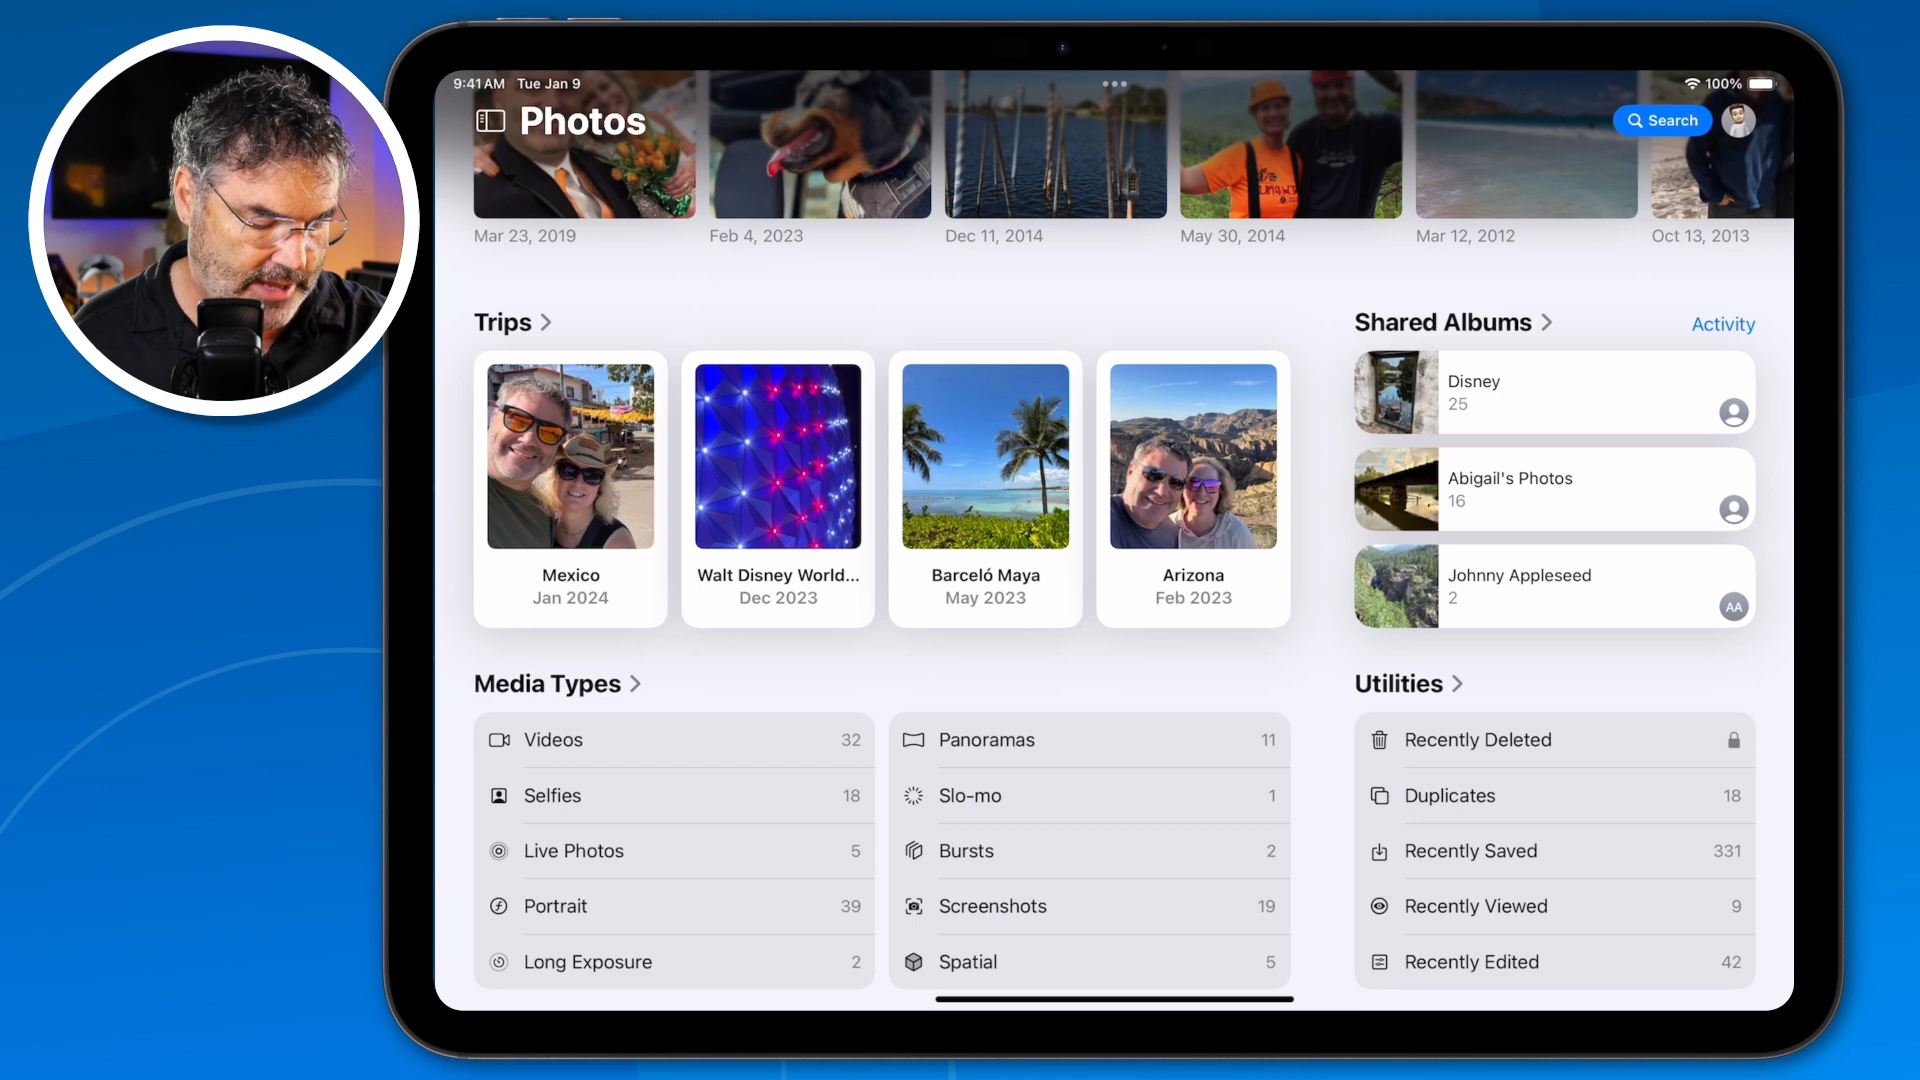 9:41 AM Tue Jan 9
100%
Photos
Search
Mar 23, 2019
Feb 4, 2023
Dec 11, 2014
May 30, 2014
Mar 12, 2012
Oct 13, 2013
Trips
Mexico
Jan 2024
Walt Disney World...
Dec 2023
Barceló Maya
May 2023
Arizona
Feb 2023
Shared Albums
Activity
Disney
25
Abigail's Photos
16
Johnny Appleseed
2
AA
Media Types
Videos 32
Selfies 18
Live Photos 5
Portrait 39
Long Exposure 2
Panoramas 11
Slo-mo 1
Bursts 2
Screenshots 19
Spatial 5
Utilities
Recently Deleted
Duplicates 18
Recently Saved 331
Recently Viewed 9
Recently Edited 42